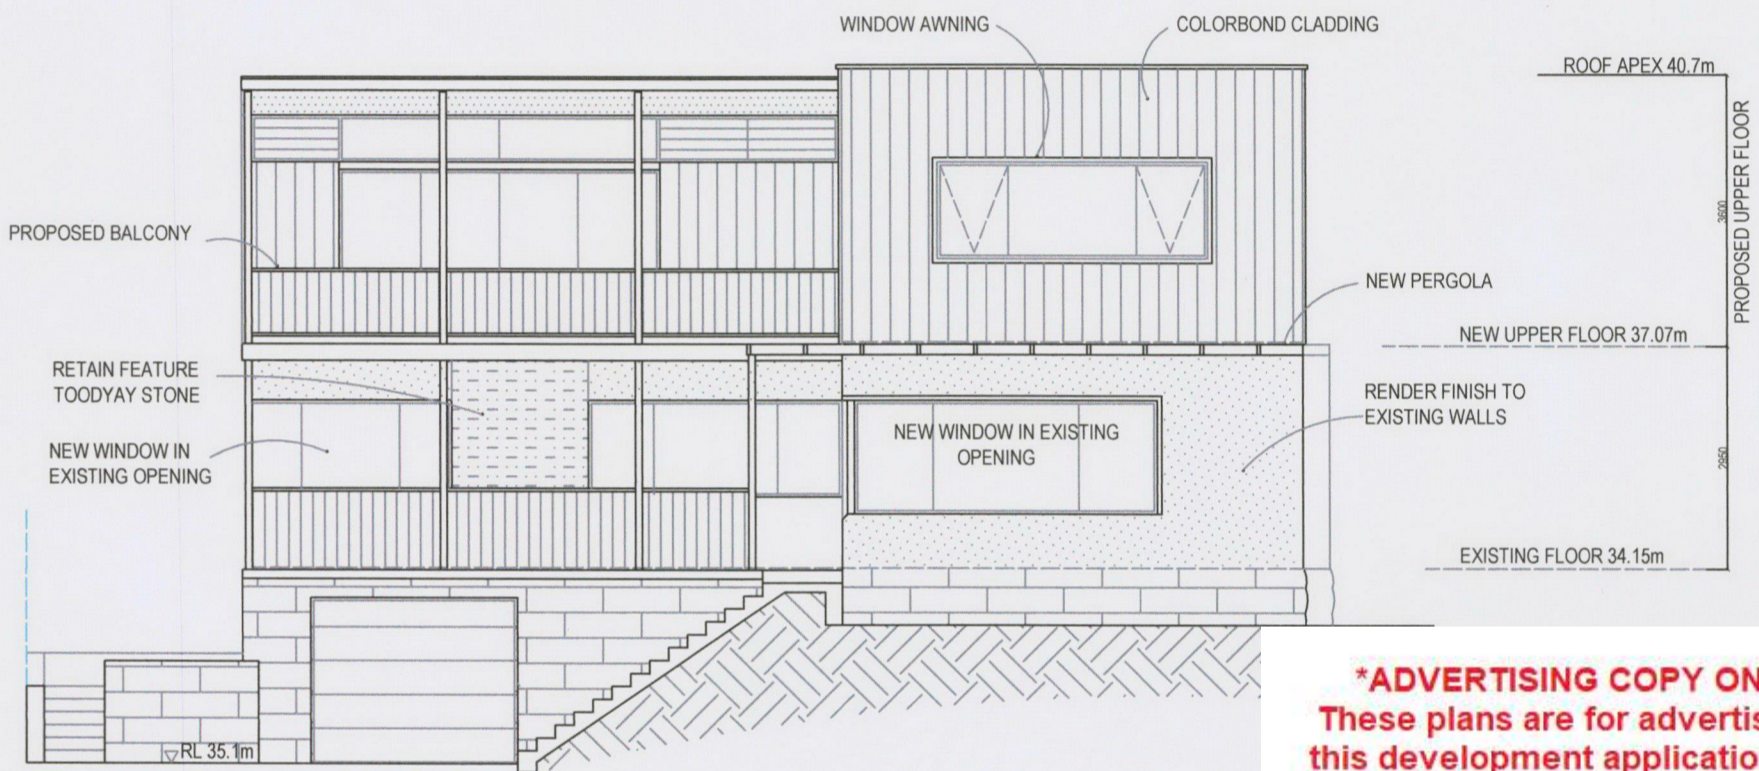 WINDOW AWNING
COLORBOND CLADDING
ROOF APEX 40.7m
PROPOSED UPPER FLOOR
3600
PROPOSED BALCONY
NEW PERGOLA
NEW UPPER FLOOR 37.07m
RETAIN FEATURE
TOODYAY STONE
RENDER FINISH TO
EXISTING WALLS
NEW WINDOW IN
EXISTING OPENING
NEW WINDOW IN EXISTING
OPENING
2950
EXISTING FLOOR 34.15m
RL 35.1m
*ADVERTISING COPY ON
These plans are for advertis
this development applicatio